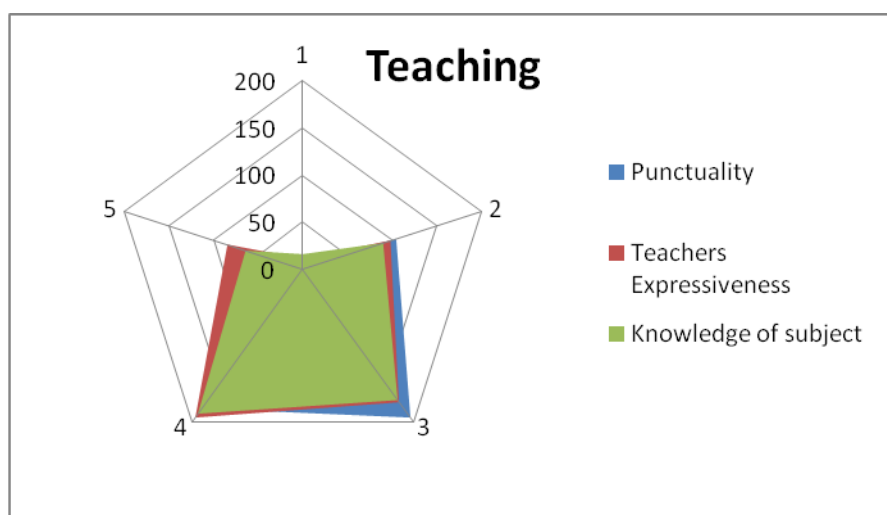 Teaching
1
200
150
100
50
0
2
3
4
5
Punctuality
Teachers
Expressiveness
Knowledge of subject